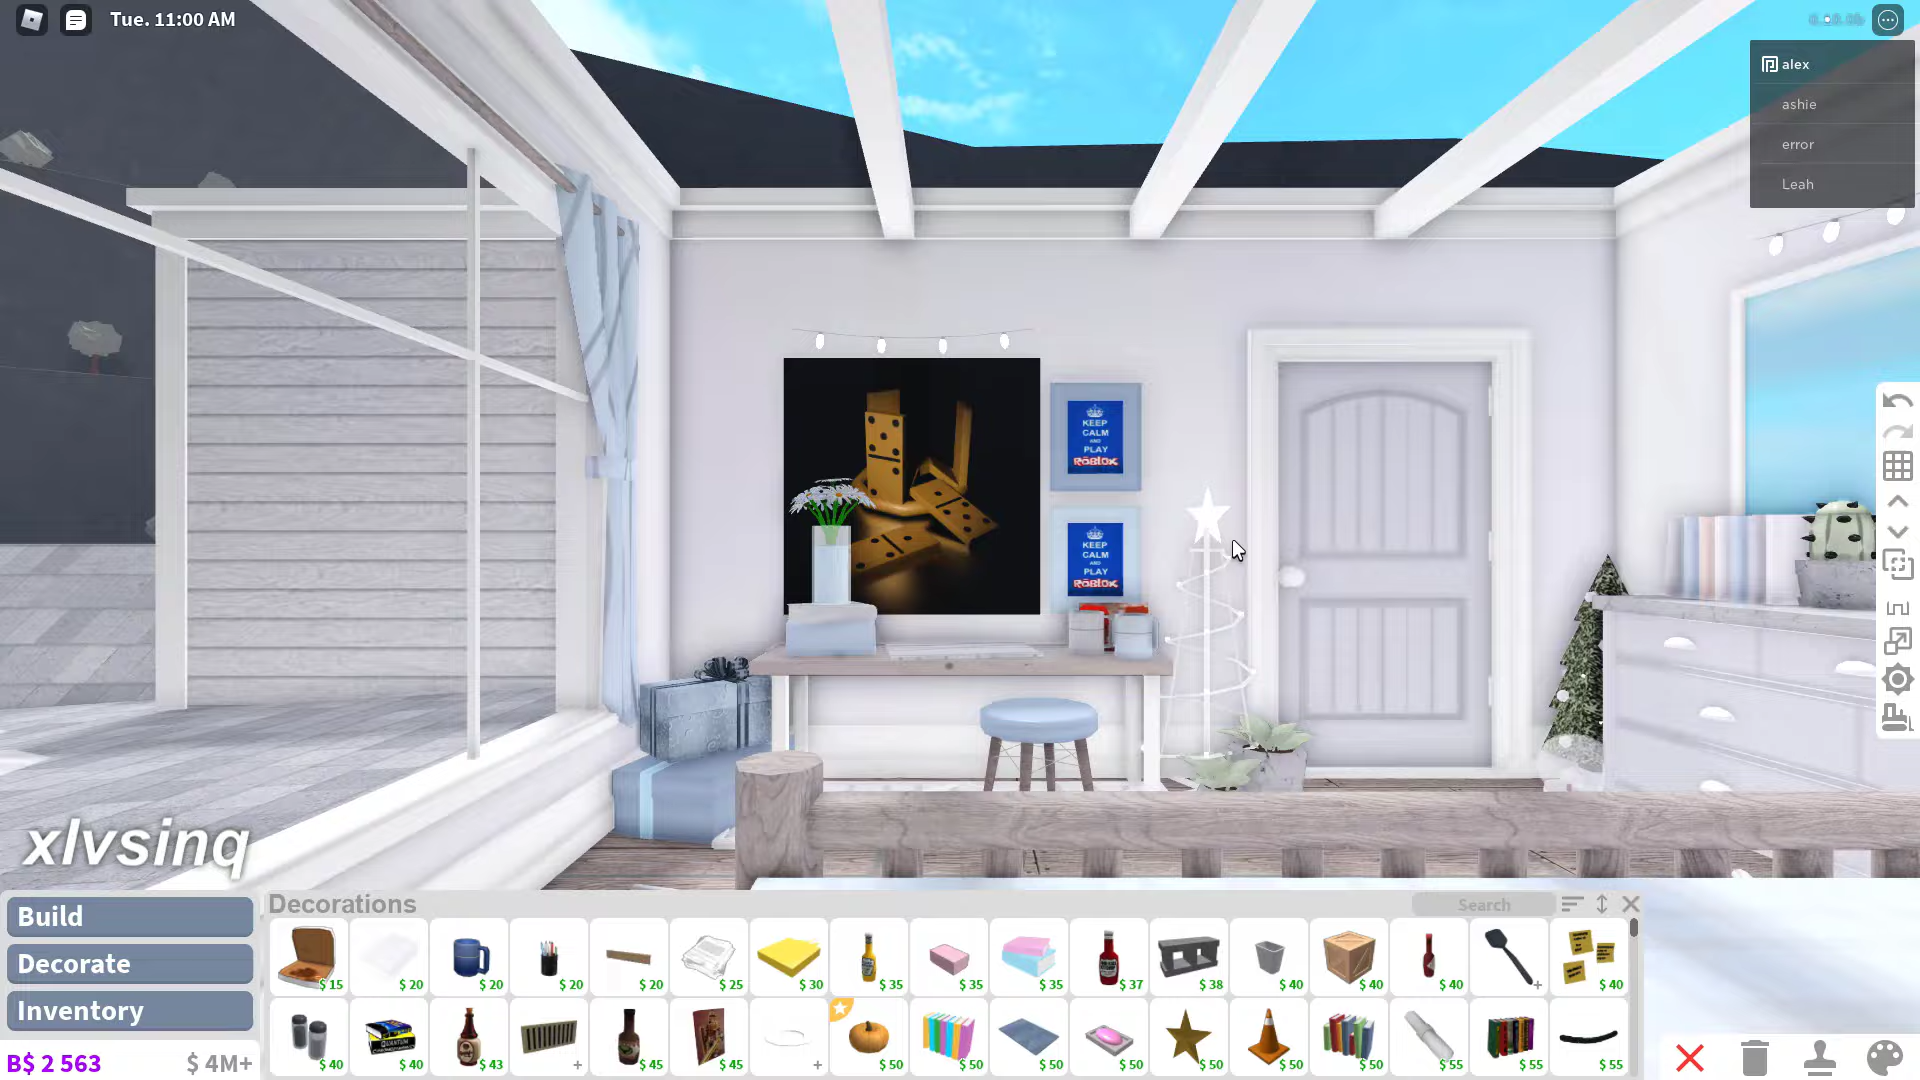 Tue. 11:00 AM
alex
ashie
error
Leah
KEEP
CALM
AND
PLAY
ROBLOX
KEEP
CALM
AND
PLAY
ROBLOX
xlvsinq
Build
Decorate
Inventory
B$ 2 563
$ 4M+
Decorations
Search
$ 15
$ 20
$ 20
$ 20
$ 20
$ 25
$ 30
$ 35
$ 35
$ 35
$ 37
$ 38
$ 40
$ 40
$ 40
+
$ 40
$ 40
$ 40
$ 43
+
$ 45
$ 45
+
$ 50
$ 50
$ 50
$ 50
$ 50
$ 50
$ 50
$ 55
$ 55
$ 55